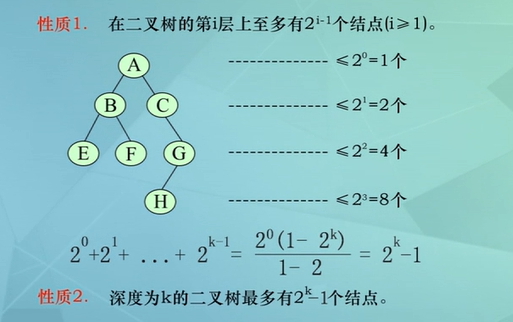 性质1. 在二叉树的第i层上至多有2^{i-1}个结点(i≥1)。
A ------------- ≤2^0=1个
B C ------------- ≤2^1=2个
E F G ------------- ≤2^2=4个
H ------------- ≤2^3=8个
2^0+2^1+ ...+ 2^{k-1}= \frac{2^0(1- 2^k)}{1- 2} = 2^k-1
性质2. 深度为k的二叉树最多有2^k-1个结点。